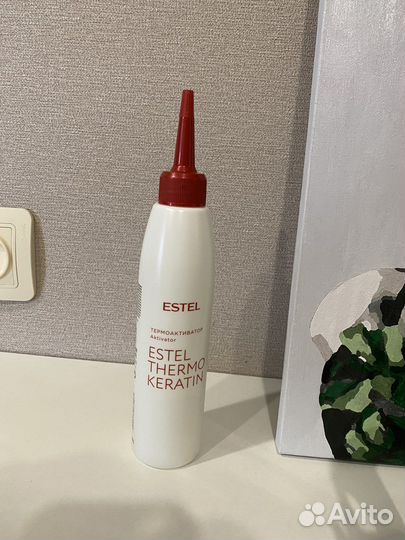 ESTEL
ТЕРМОАКТИВАТОР
Activator
ESTEL
THERMO
KERATIN
Avito